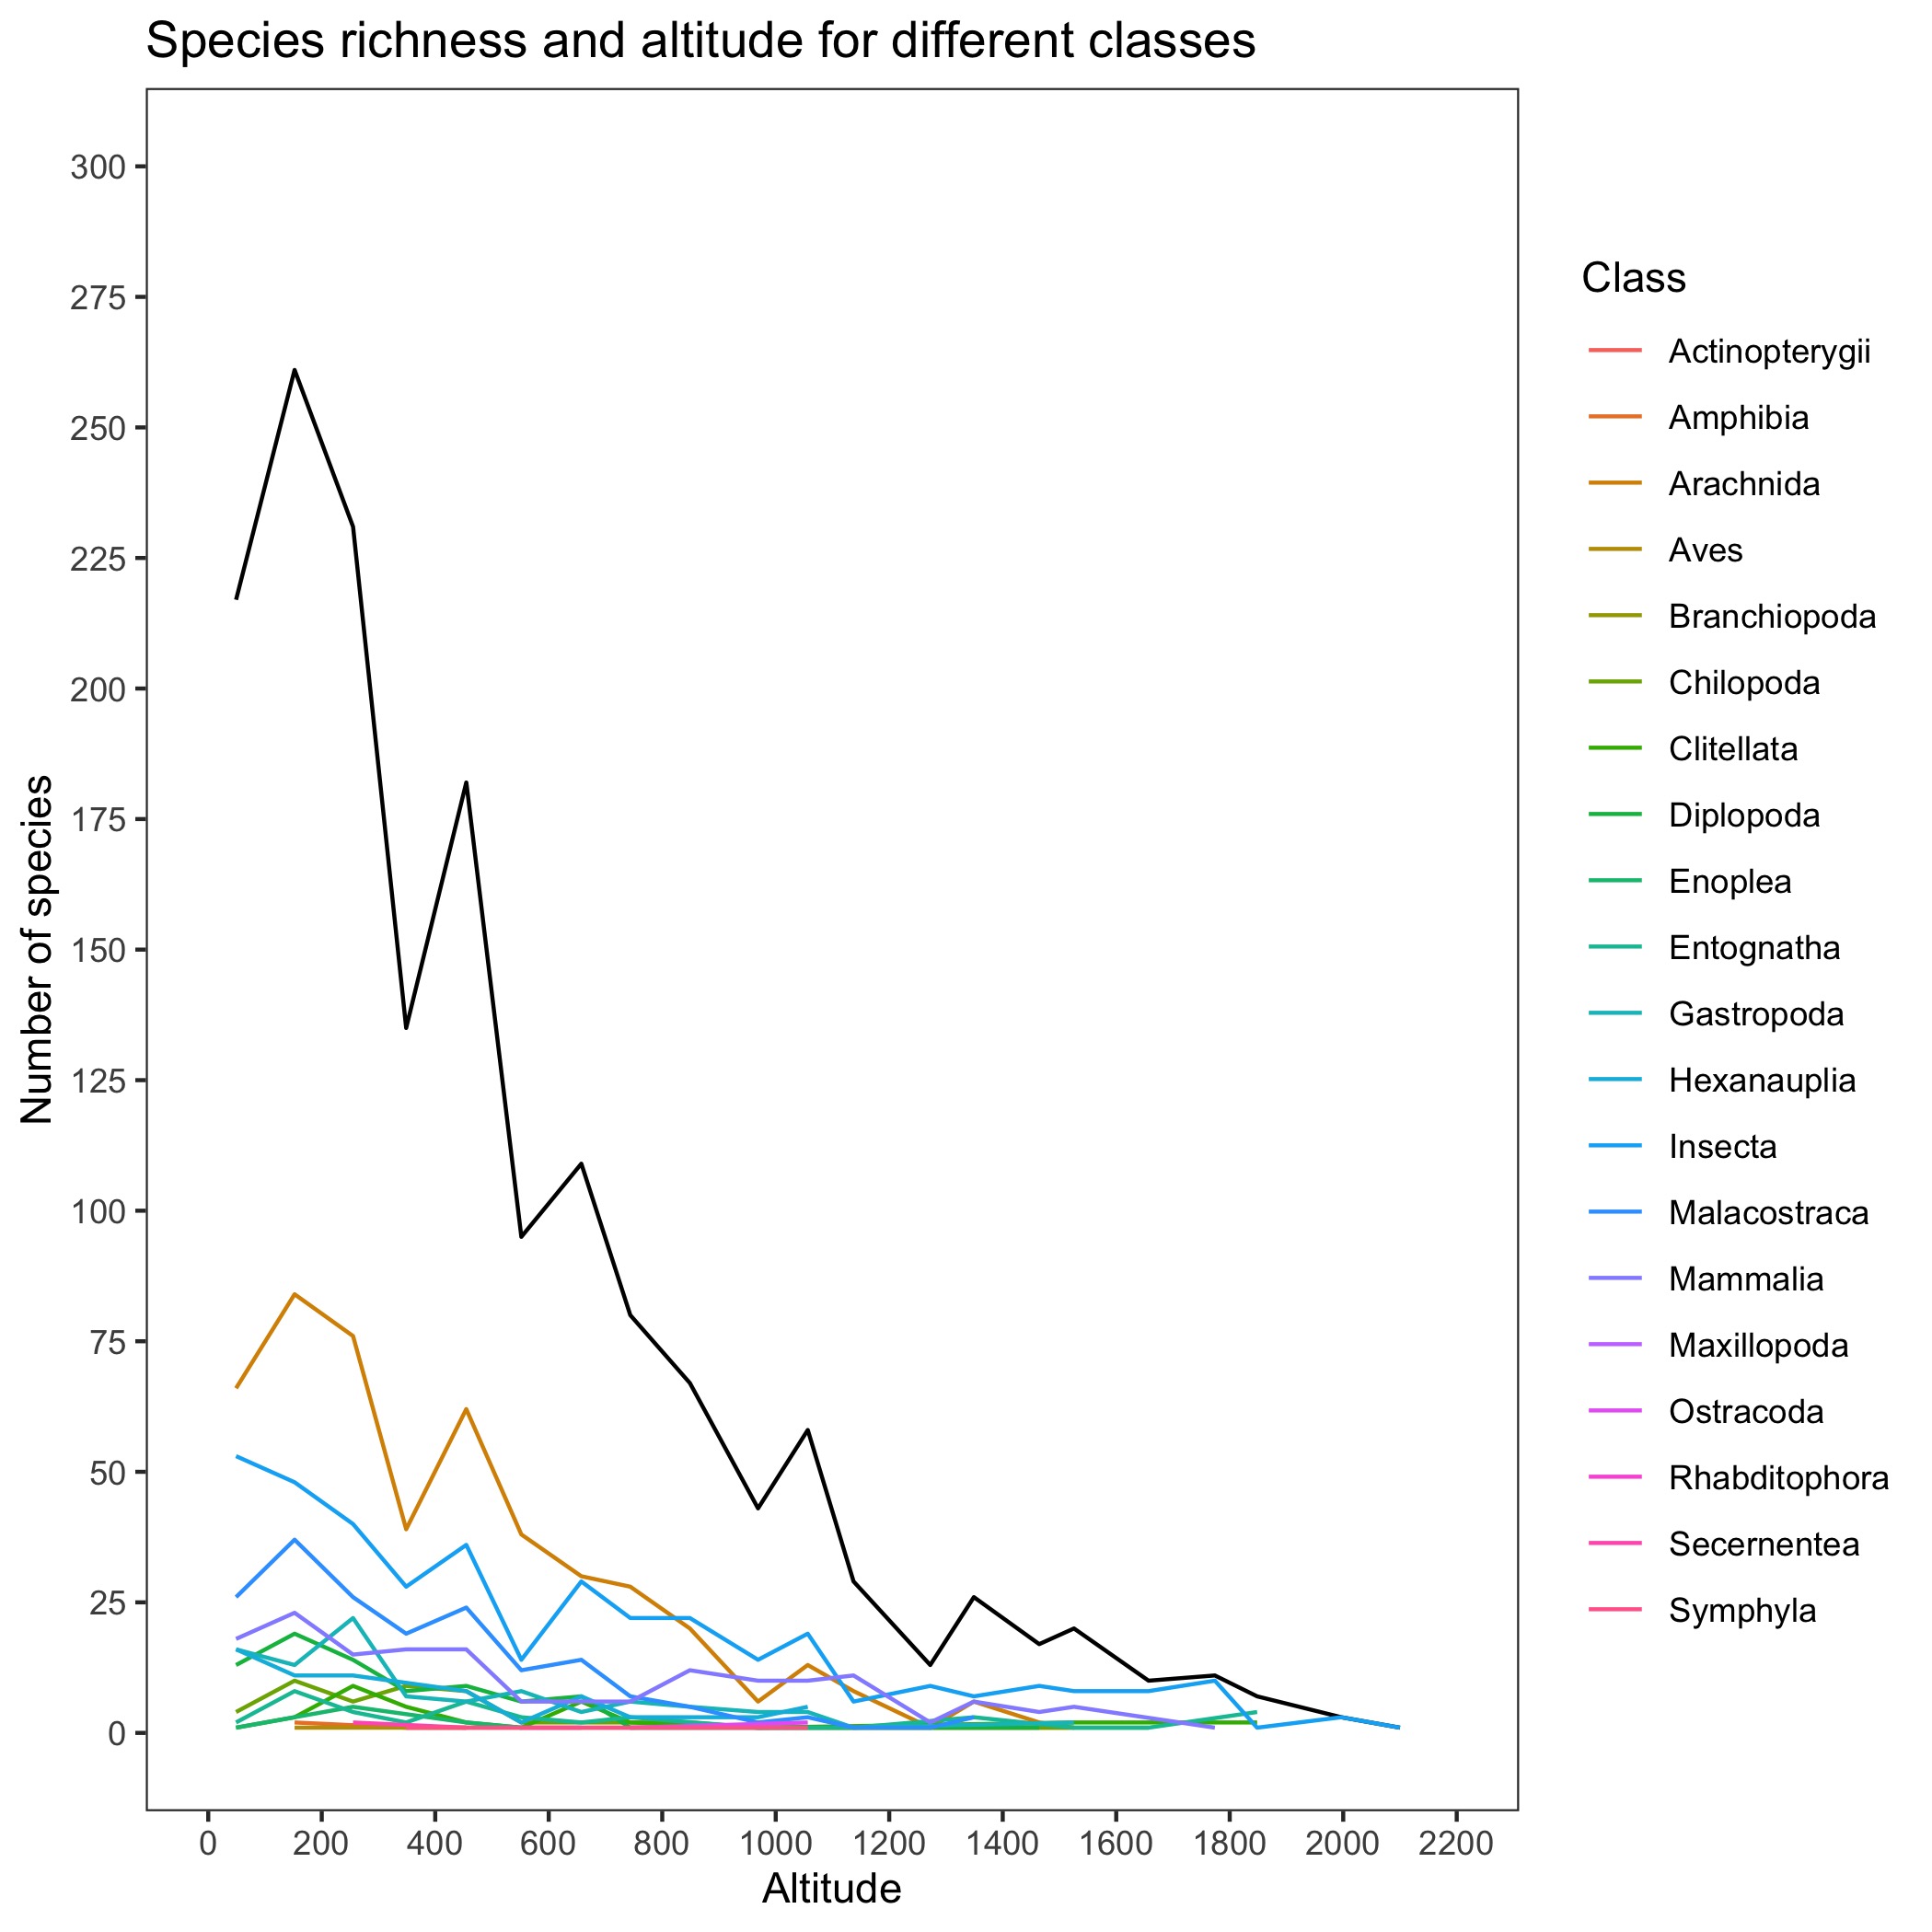 Species richness and altitude for different classes
Number of species
300
275
250
225
200
175
150
125
100
75
50
25
0
0 200 400 600 800 1000 1200 1400 1600 1800 2000 2200
Altitude
Class
Actinopterygii
Amphibia
Arachnida
Aves
Branchiopoda
Chilopoda
Clitellata
Diplopoda
Enoplea
Entognatha
Gastropoda
Hexanauplia
Insecta
Malacostraca
Mammalia
Maxillopoda
Ostracoda
Rhabditophora
Secernentea
Symphyla